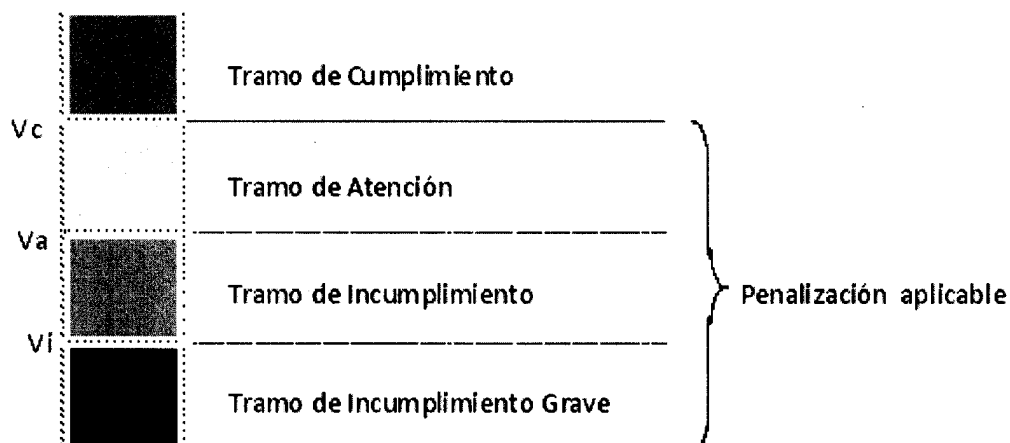 Tramo de Cumplimiento
Vc
Tramo de Atención
Va
Tramo de Incumplimiento
Penalización aplicable
Vi
Tramo de Incumplimiento Grave